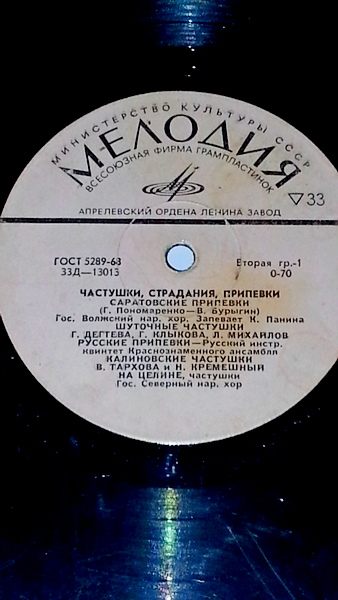 МИНИСТЕРСТВО КУЛЬТУРЫ СССР
МЕЛОДИЯ
ВСЕСОЮЗНАЯ ФИРМА ГРАМПЛАСТИНОК
33
АПРЕЛЕВСКИЙ ОРДЕНА ЛЕНИНА ЗАВОД
ГОСТ 5289-68 Вторая гр.-1
33Д—13013 0-70
ЧАСТУШКИ, СТРАДАНИЯ, ПРИПЕВКИ
САРАТОВСКИЕ ПРИПЕВКИ
(Г. Пономаренко—В. Бурыгин)
Гос. Волжский нар. хор. Запевает К. Панина
ШУТОЧНЫЕ ЧАСТУШКИ
Г. ДЕГТЕВА, Г. КЛЫКОВА, Л. МИХАЙЛОВ
РУССКИЕ ПРИПЕВКИ—Русский инстр.
квинтет Краснознаменного ансамбля
КАЛИНОВСКИЕ ЧАСТУШКИ
В. ТАРХОВА и Н. КРЕМЕШНЫЙ
НА ЦЕЛИНЕ, частушки
Гос. Северный нар. хор